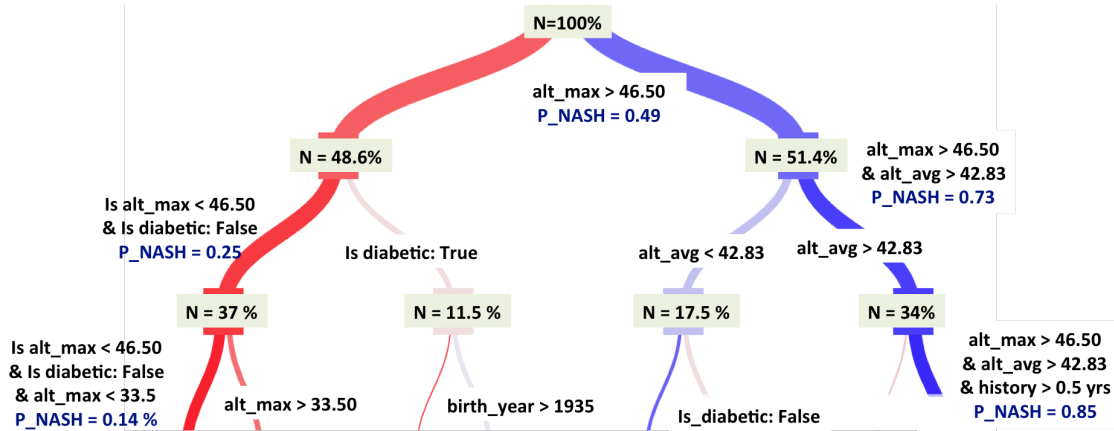 N=100%
alt_max > 46.50
P_NASH = 0.49
N = 48.6%
N = 51.4%
alt_max > 46.50
& alt_avg > 42.83
P_NASH = 0.73
Is alt_max < 46.50
& Is diabetic: False
P_NASH = 0.25
Is diabetic: True
alt_avg < 42.83
alt_avg > 42.83
N = 37 %
N = 11.5 %
N = 17.5 %
N = 34%
Is alt_max < 46.50
& Is diabetic: False
& alt_max < 33.5
P_NASH = 0.14 %
alt_max > 33.50
birth_year > 1935
Is_diabetic: False
alt_max > 46.50
& alt_avg > 42.83
& history > 0.5 yrs
P_NASH = 0.85